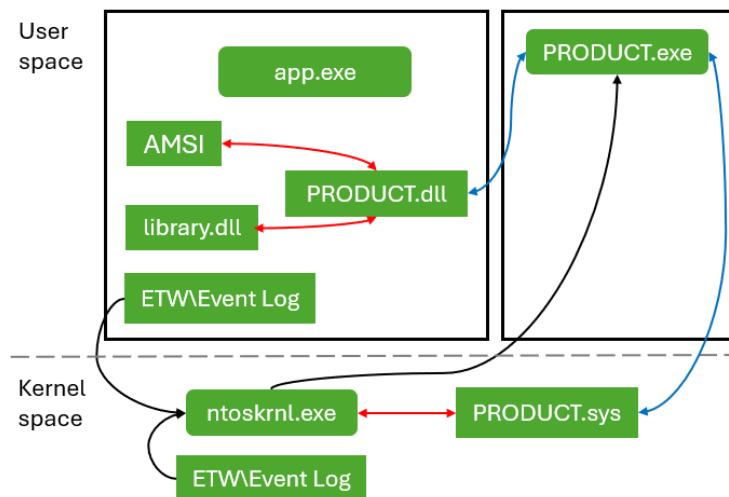 User
space
app.exe
AMSI
PRODUCT.dll
library.dll
ETW\Event Log
PRODUCT.exe
Kernel
space
ntoskrnl.exe
PRODUCT.sys
ETW\Event Log